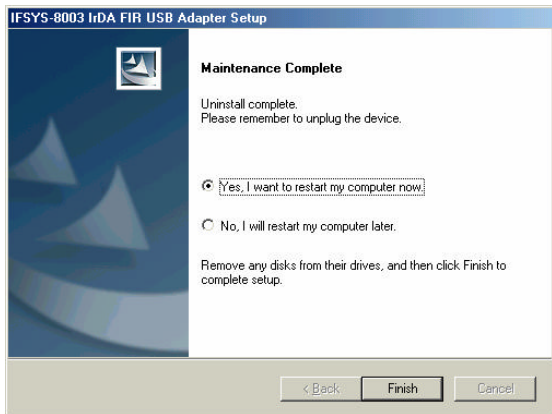 IFSYS-8003 IrDA FIR USB Adapter Setup
Maintenance Complete
Uninstall complete.
Please remember to unplug the device.
Yes, I want to restart my computer now.
No, I will restart my computer later.
Remove any disks from their drives, and then click Finish to
complete setup.
< Back
Finish
Cancel